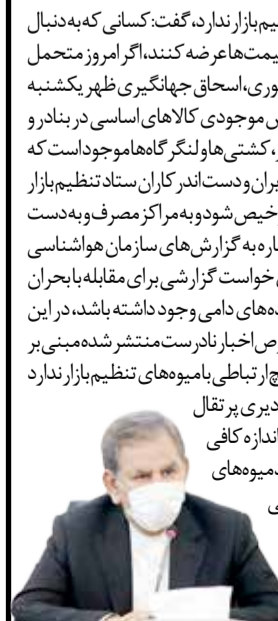 یم بازار ندارد، گفت: کسانی که به دنبال
یمت‌ها عرضه کنند، اگر امروز متحمل
وری، اسحاق جهانگیری ظهر یکشنبه
موجودی کالاهای اساسی در بنادر و
، کشتی‌ها و لنگرگاه‌ها موجود است که
یران و دست‌اندرکاران ستاد تنظیم بازار
خیص شود و به مراکز مصرف و به دست
اره به گزارش‌های سازمان هواشناسی
خواست گزارشی برای مقابله با بحران
ده‌های دامی وجود داشته باشد، در این
وص اخبار نادرست منتشر شده مبنی بر
چ ارتباطی با میوه‌های تنظیم بازار ندارد
دیری پرتقال
اندازه کافی
دمیوه‌های
ی